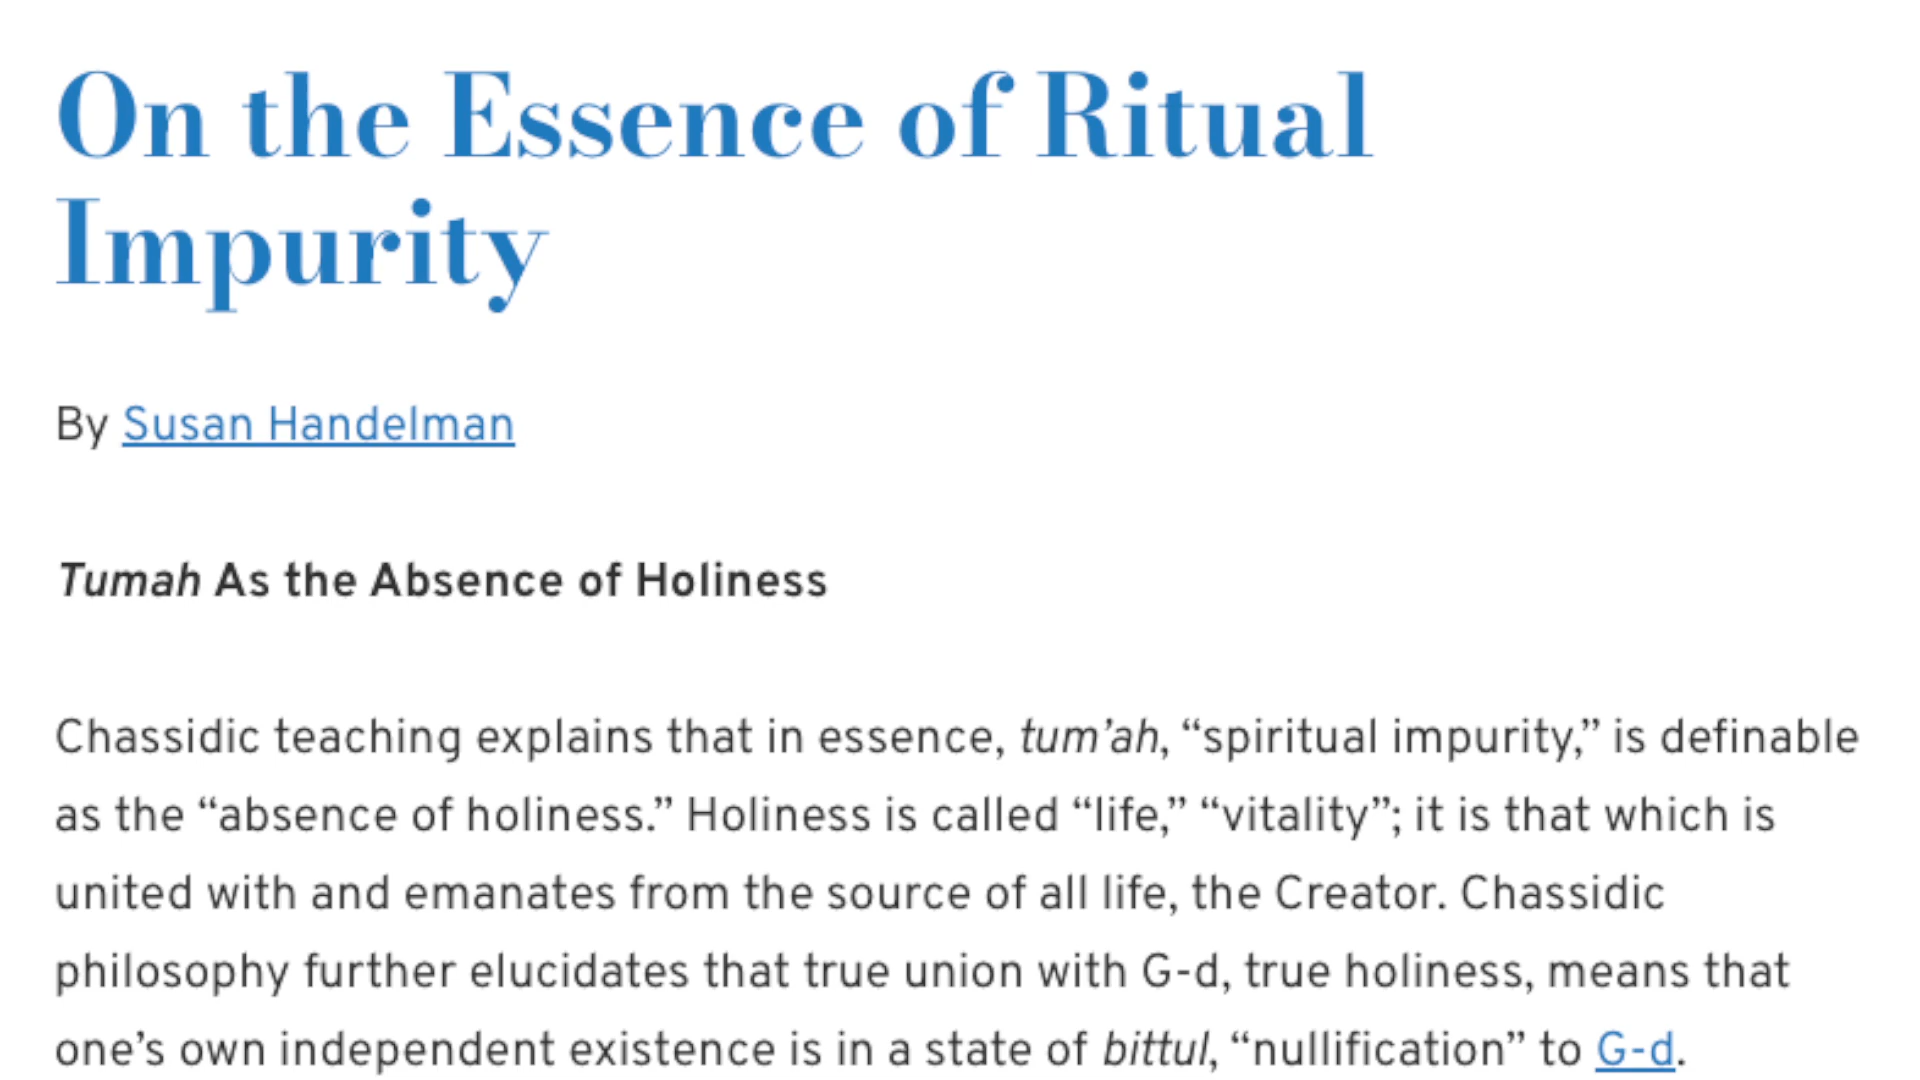 On the Essence of Ritual
Impurity
By Susan Handelman
Tumah As the Absence of Holiness
Chassidic teaching explains that in essence, tum’ah, “spiritual impurity,” is definable
as the “absence of holiness.” Holiness is called “life,” “vitality”; it is that which is
united with and emanates from the source of all life, the Creator. Chassidic
philosophy further elucidates that true union with G-d, true holiness, means that
one’s own independent existence is in a state of bittul, “nullification” to G-d.